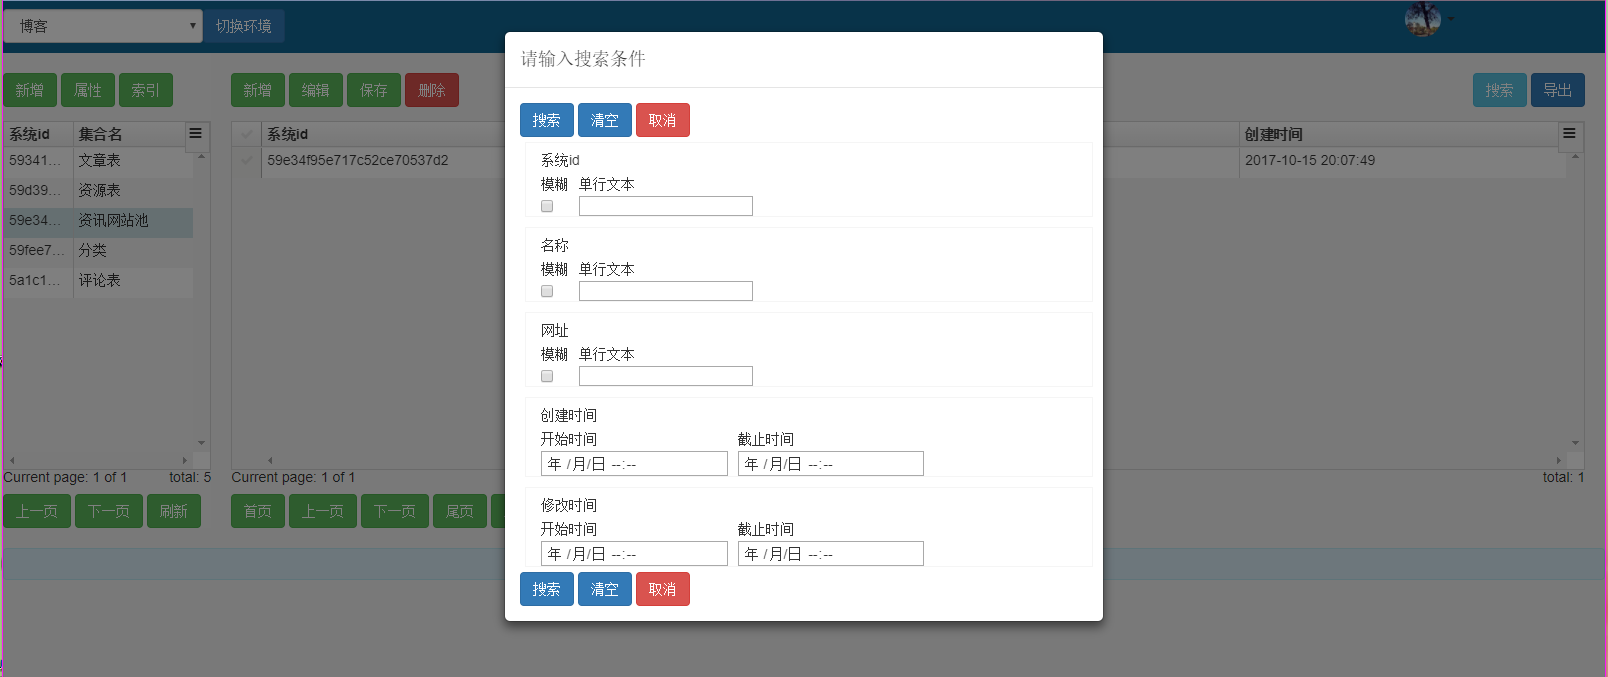 博客
切换环境
新增 属性 索引
系统id 集合名
59341... 文章表
59d39... 资源表
59e34... 资讯网站池
59fee7... 分类
5a1c1... 评论表
Current page: 1 of 1 total: 5
上一页 下一页 刷新
新增 编辑 保存 删除
搜索 导出
系统id 创建时间
59e34f95e717c52ce70537d2 2017-10-15 20:07:49
Current page: 1 of 1 total: 1
首页 上一页 下一页 尾页
请输入搜索条件
搜索 清空 取消
系统id
模糊 单行文本
名称
模糊 单行文本
网址
模糊 单行文本
创建时间
开始时间 截止时间
年 /月/日 --:-- 年 /月/日 --:--
修改时间
开始时间 截止时间
年 /月/日 --:-- 年 /月/日 --:--
搜索 清空 取消